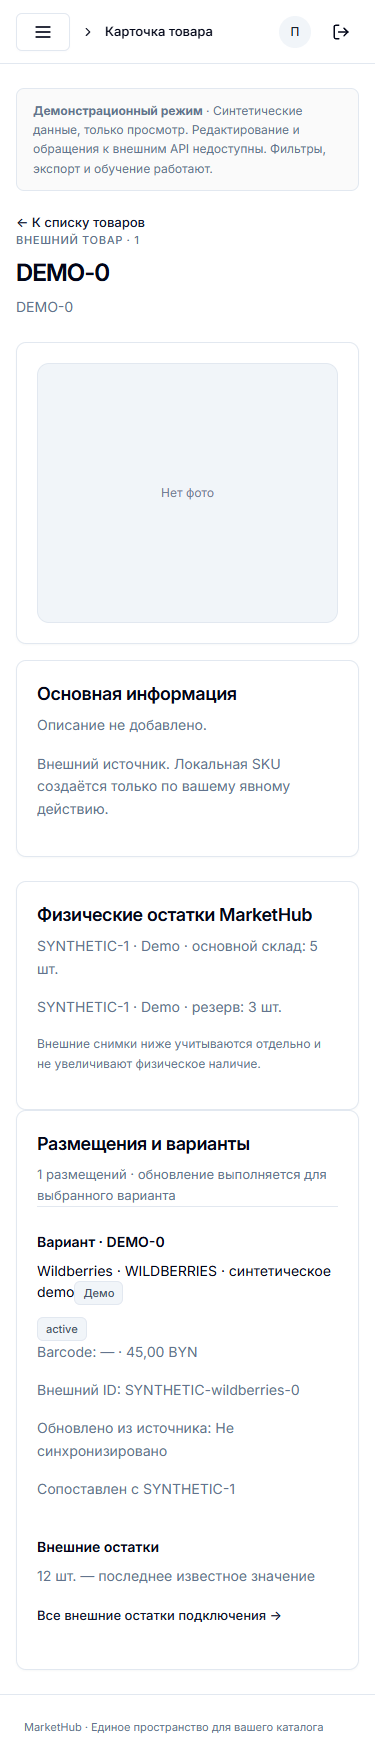 Карточка товара
П
Демонстрационный режим · Синтетические
данные, только просмотр. Редактирование и
обращения к внешним API недоступны. Фильтры,
экспорт и обучение работают.
← К списку товаров
ВНЕШНИЙ ТОВАР · 1
DEMO-0
DEMO-0
Нет фото
Основная информация
Описание не добавлено.
Внешний источник. Локальная SKU
создаётся только по вашему явному
действию.
Физические остатки MarketHub
SYNTHETIC-1 · Demo · основной склад: 5
шт.
SYNTHETIC-1 · Demo · резерв: 3 шт.
Внешние снимки ниже учитываются отдельно и
не увеличивают физическое наличие.
Размещения и варианты
1 размещений · обновление выполняется для
выбранного варианта
Вариант · DEMO-0
Wildberries · WILDBERRIES · синтетическое
demo Демо
active
Barcode: — · 45,00 BYN
Внешний ID: SYNTHETIC-wildberries-0
Обновлено из источника: Не
синхронизировано
Сопоставлен с SYNTHETIC-1
Внешние остатки
12 шт. — последнее известное значение
Все внешние остатки подключения →
MarketHub · Единое пространство для вашего каталога